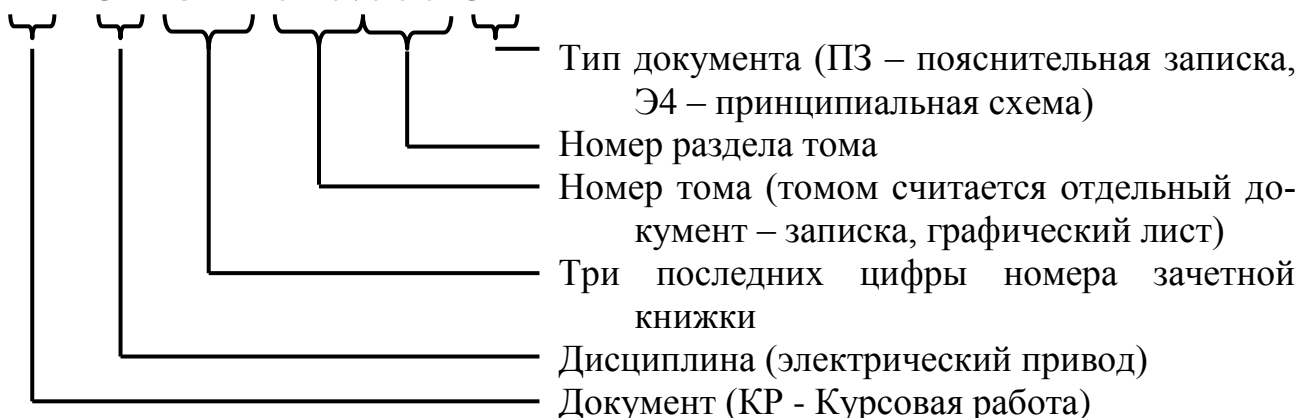 Тип документа (ПЗ – пояснительная записка,
Э4 – принципиальная схема)
Номер раздела тома
Номер тома (томом считается отдельный до-
кумент – записка, графический лист)
Три последних цифры номера зачетной
книжки
Дисциплина (электрический привод)
Документ (КР - Курсовая работа)